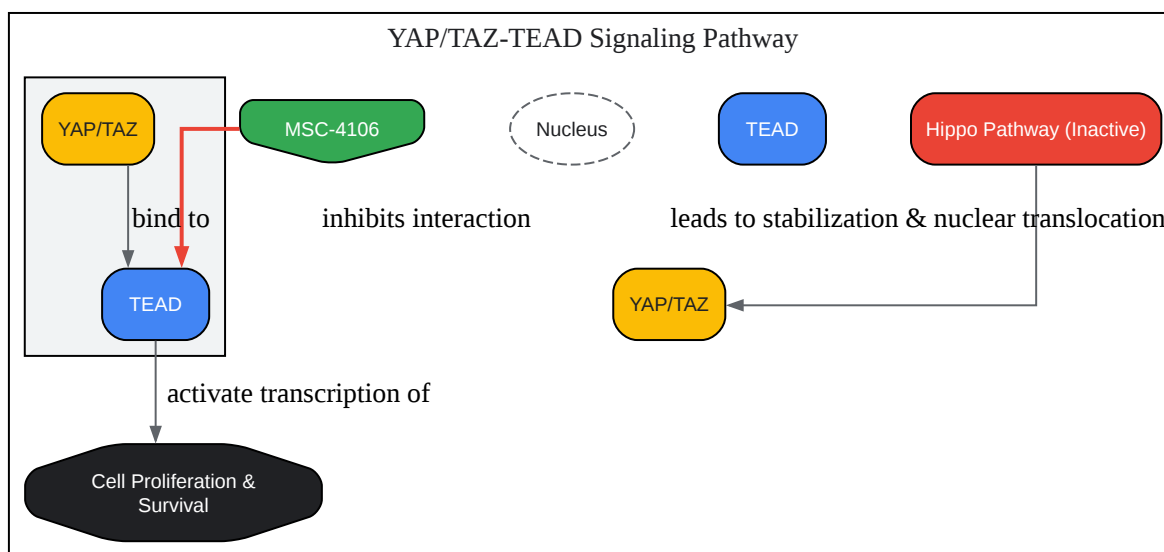 YAP/TAZ-TEAD Signaling Pathway
YAP/TAZ
MSC-4106
Nucleus
TEAD
Hippo Pathway (Inactive)
bind to
inhibits interaction
leads to stabilization & nuclear translocation
TEAD
YAP/TAZ
activate transcription of
Cell Proliferation &
Survival